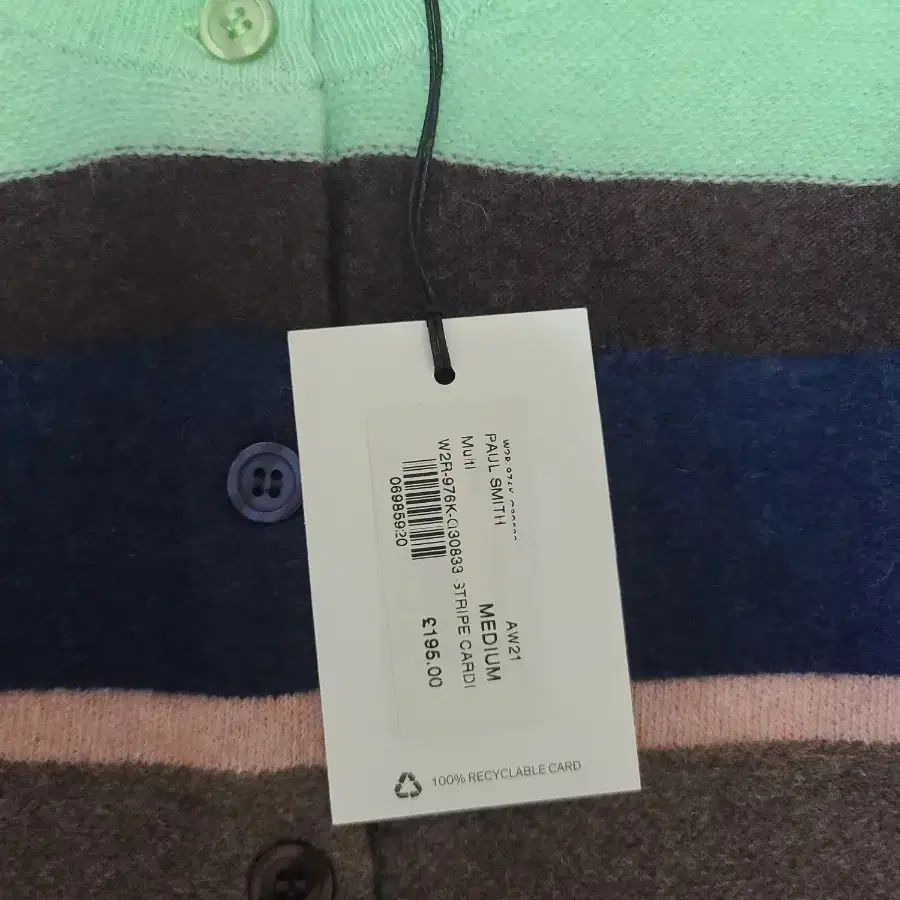 AW21
PAUL SMITH MEDIUM
Multi
W2R-976K-G30833 STRIPE CARDI
06985920 £195.00
100% RECYCLABLE CARD